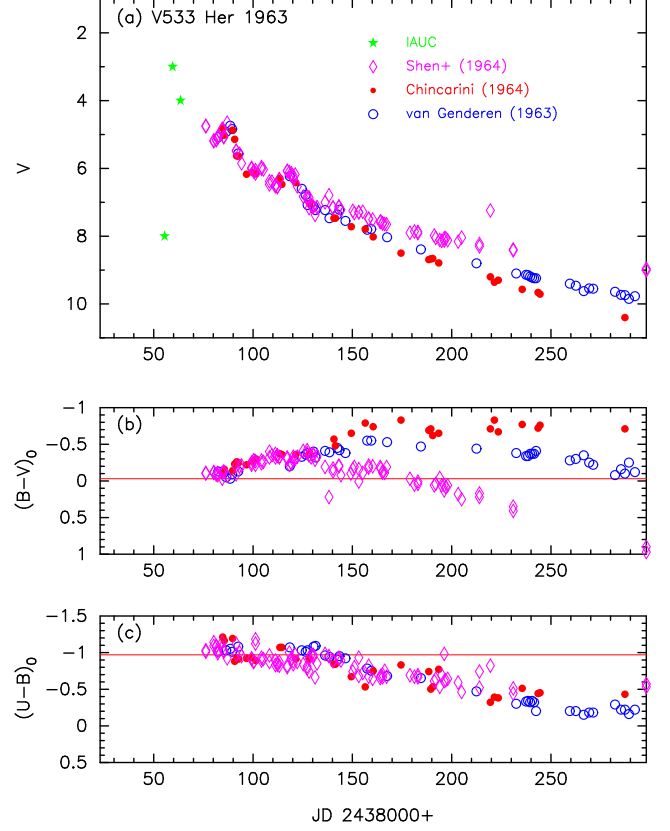 (a) V533 Her 1963
IAUC
Shen+ (1964)
Chincarini (1964)
van Genderen (1963)
V
2
4
6
8
10
50 100 150 200 250
(b)
(B−V)0
−1
−0.5
0
0.5
1
50 100 150 200 250
(c)
(U−B)0
−1.5
−1
−0.5
0
0.5
50 100 150 200 250
JD 2438000+